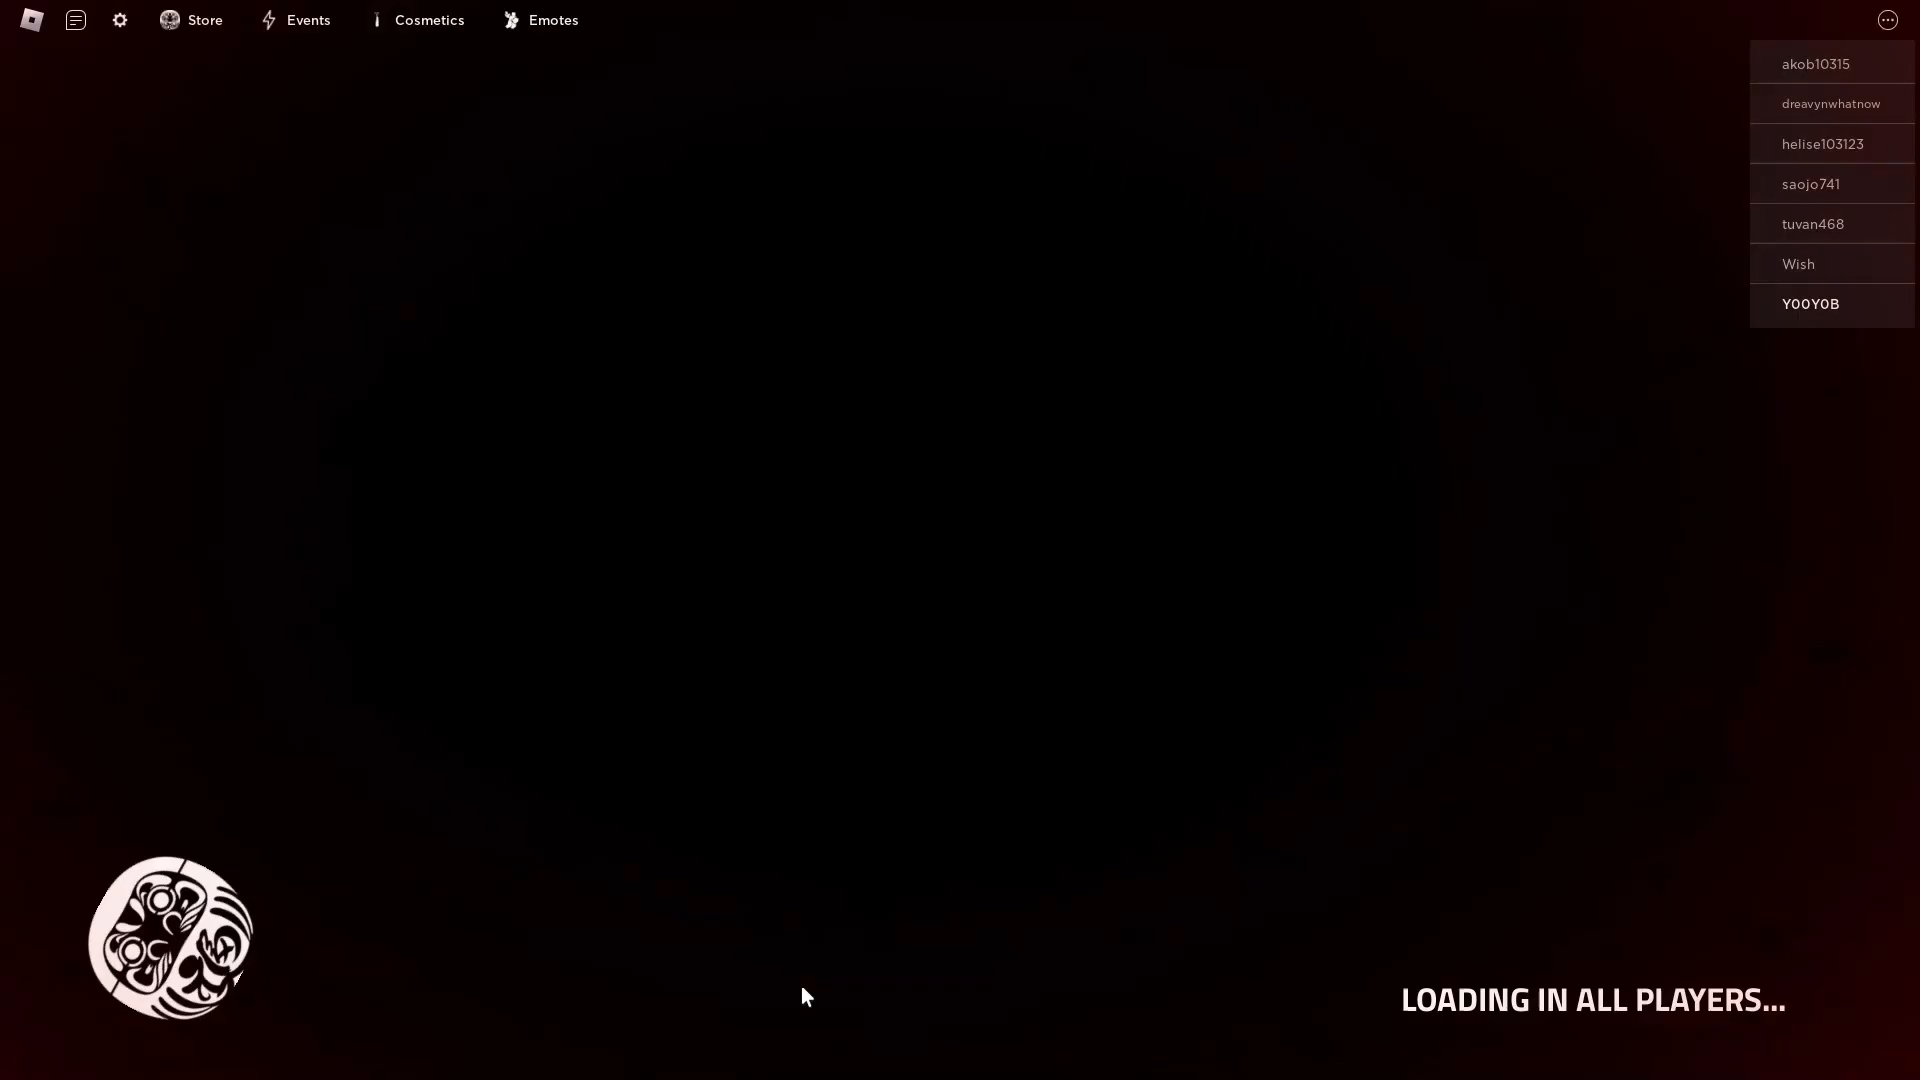 Store
Events
Cosmetics
Emotes
akob10315
dreavynwhatnow
helise103123
saojo741
tuvan468
Wish
Y00Y0B
LOADING IN ALL PLAYERS...